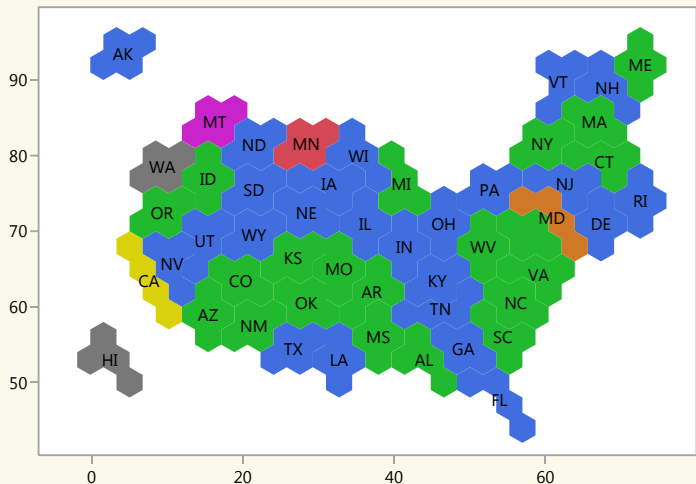 AK
ME
90
VT
NH
MT
MA
ND
MN
NY
80
WI
CT
WA
ID
MI
SD
IA
PA
NJ
RI
OR
NE
MD
70
IL
OH
DE
UT
WY
IN
WV
NV
KS
MO
VA
CA
CO
KY
AR
60
AZ
OK
TN
NC
NM
MS
SC
HI
TX
LA
AL
GA
50
FL
0 20 40 60